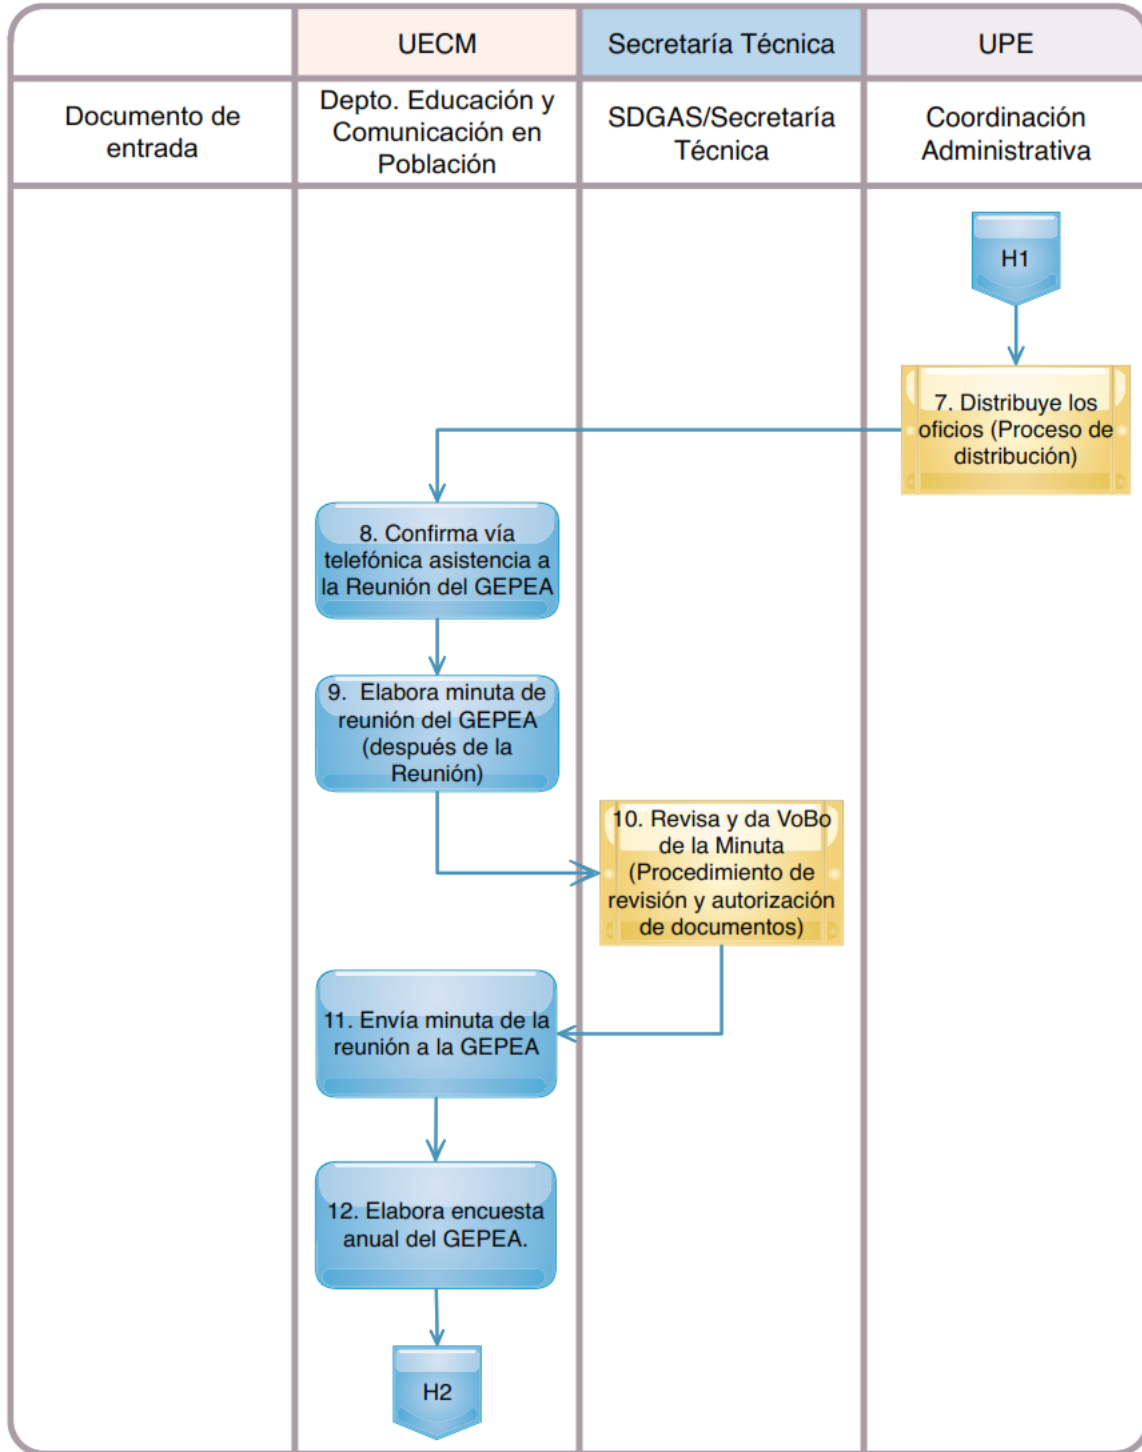 UECM
Secretaría Técnica
UPE
Documento de
entrada
Depto. Educación y
Comunicación en
Población
SDGAS/Secretaría
Técnica
Coordinación
Administrativa
H1
7. Distribuye los
oficios (Proceso de
distribución)
8. Confirma vía
telefónica asistencia a
la Reunión del GEPEA
9. Elabora minuta de
reunión del GEPEA
(después de la
Reunión)
10. Revisa y da VoBo
de la Minuta
(Procedimiento de
revisión y autorización
de documentos)
11. Envía minuta de la
reunión a la GEPEA
12. Elabora encuesta
anual del GEPEA.
H2